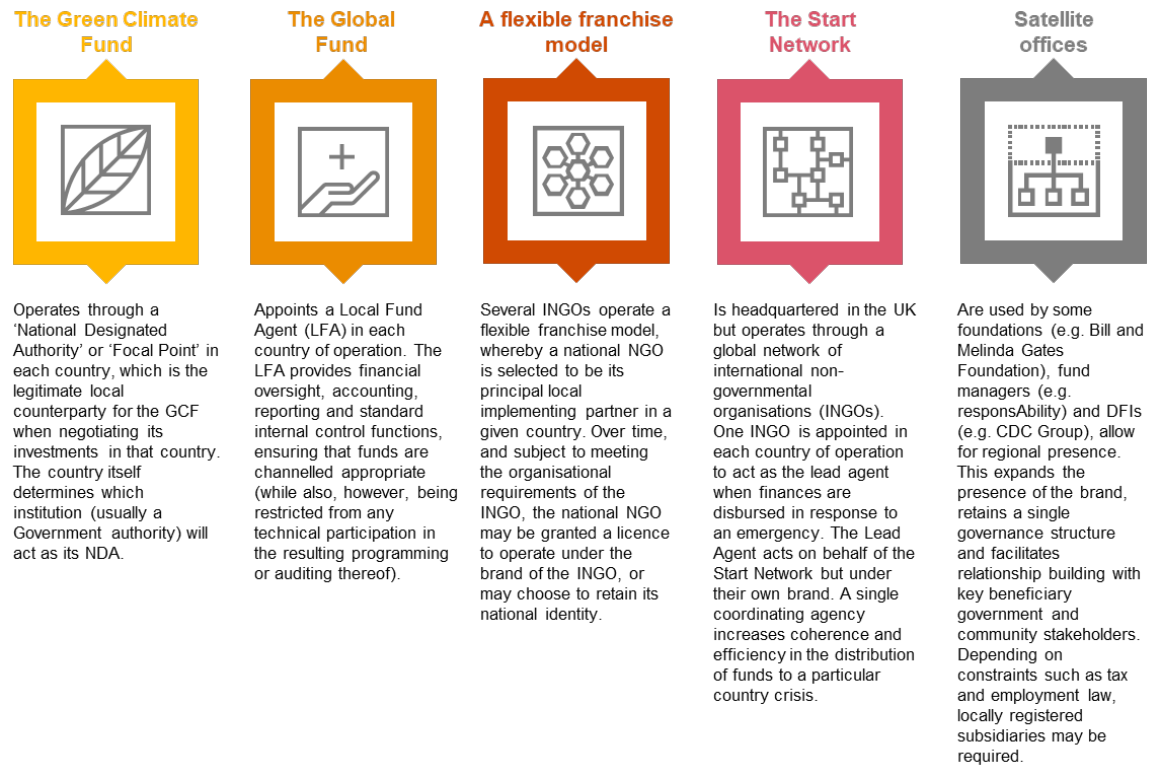 The Green Climate
Fund
Operates through a
‘National Designated
Authority’ or ‘Focal Point’ in
each country, which is the
legitimate local
counterparty for the GCF
when negotiating its
investments in that country.
The country itself
determines which
institution (usually a
Government authority) will
act as its NDA.
The Global
Fund
Appoints a Local Fund
Agent (LFA) in each
country of operation. The
LFA provides financial
oversight, accounting,
reporting and standard
internal control functions,
ensuring that funds are
channelled appropriate
(while also, however, being
restricted from any
technical participation in
the resulting programming
or auditing thereof).
A flexible franchise
model
Several INGOs operate a
flexible franchise model,
whereby a national NGO
is selected to be its
principal local
implementing partner in a
given country. Over time,
and subject to meeting
the organisational
requirements of the
INGO, the national NGO
may be granted a licence
to operate under the
brand of the INGO, or
may choose to retain its
national identity.
The Start
Network
Is headquartered in the UK
but operates through a
global network of
international non-
governmental
organisations (INGOs).
One INGO is appointed in
each country of operation
to act as the lead agent
when finances are
disbursed in response to
an emergency. The Lead
Agent acts on behalf of the
Start Network but under
their own brand. A single
coordinating agency
increases coherence and
efficiency in the distribution
of funds to a particular
country crisis.
Satellite
offices
Are used by some
foundations (e.g. Bill and
Melinda Gates
Foundation), fund
managers (e.g.
responsAbility) and DFIs
(e.g. CDC Group), allow
for regional presence.
This expands the
presence of the brand,
retains a single
governance structure
and facilitates
relationship building with
key beneficiary
government and
community stakeholders.
Depending on
constraints such as tax
and employment law,
locally registered
subsidiaries may be
required.